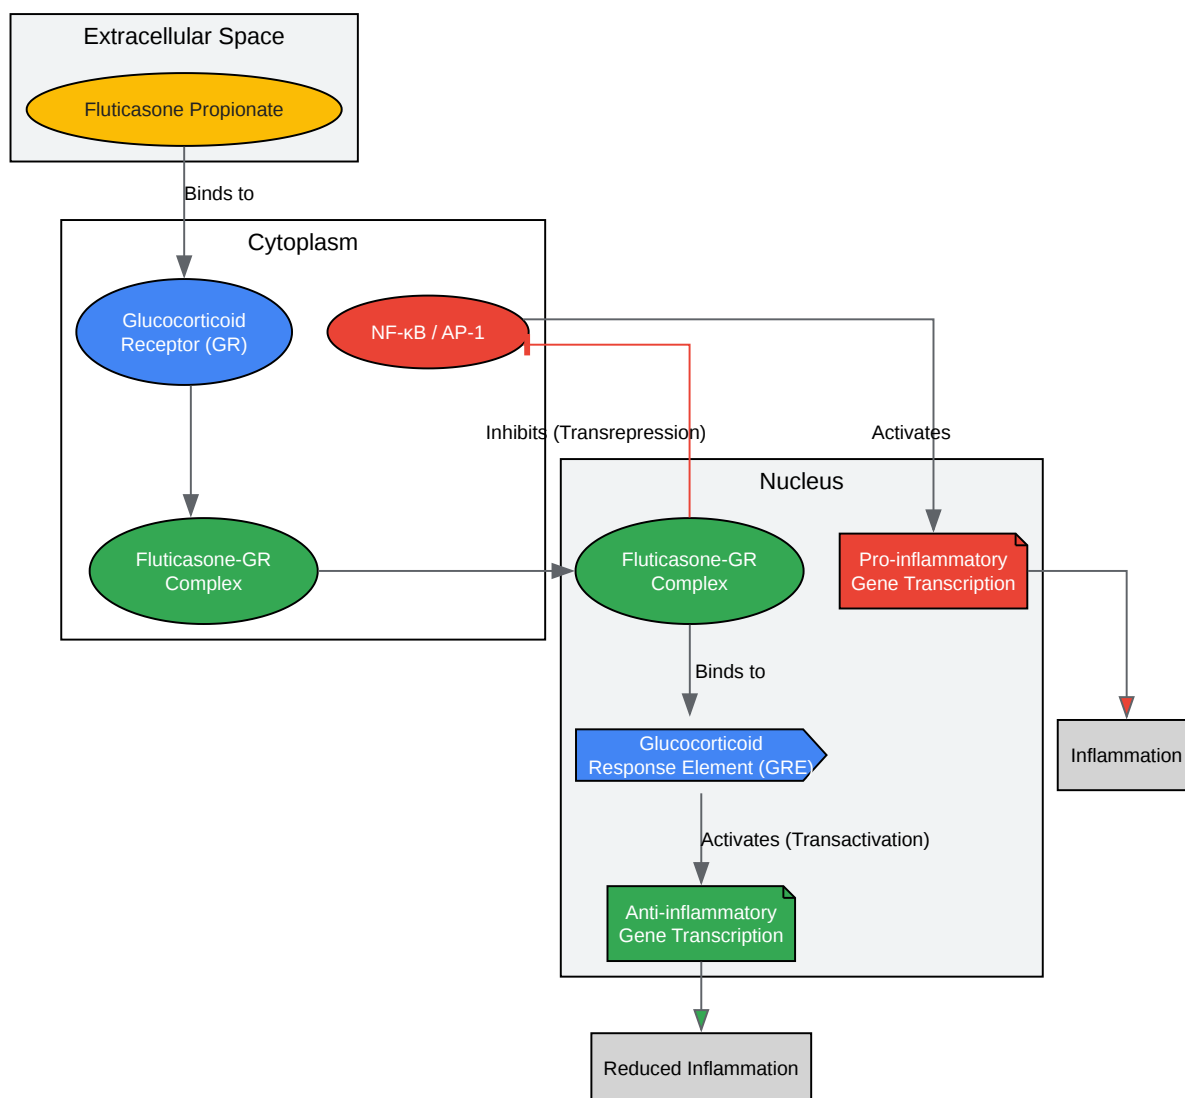 Extracellular Space
Fluticasone Propionate
Binds to
Cytoplasm
Glucocorticoid
Receptor (GR)
NF-κB / AP-1
Inhibits (Transrepression)
Activates
Nucleus
Fluticasone-GR
Complex
Fluticasone-GR
Complex
Pro-inflammatory
Gene Transcription
Binds to
Glucocorticoid
Response Element (GRE)
Inflammation
Activates (Transactivation)
Anti-inflammatory
Gene Transcription
Reduced Inflammation